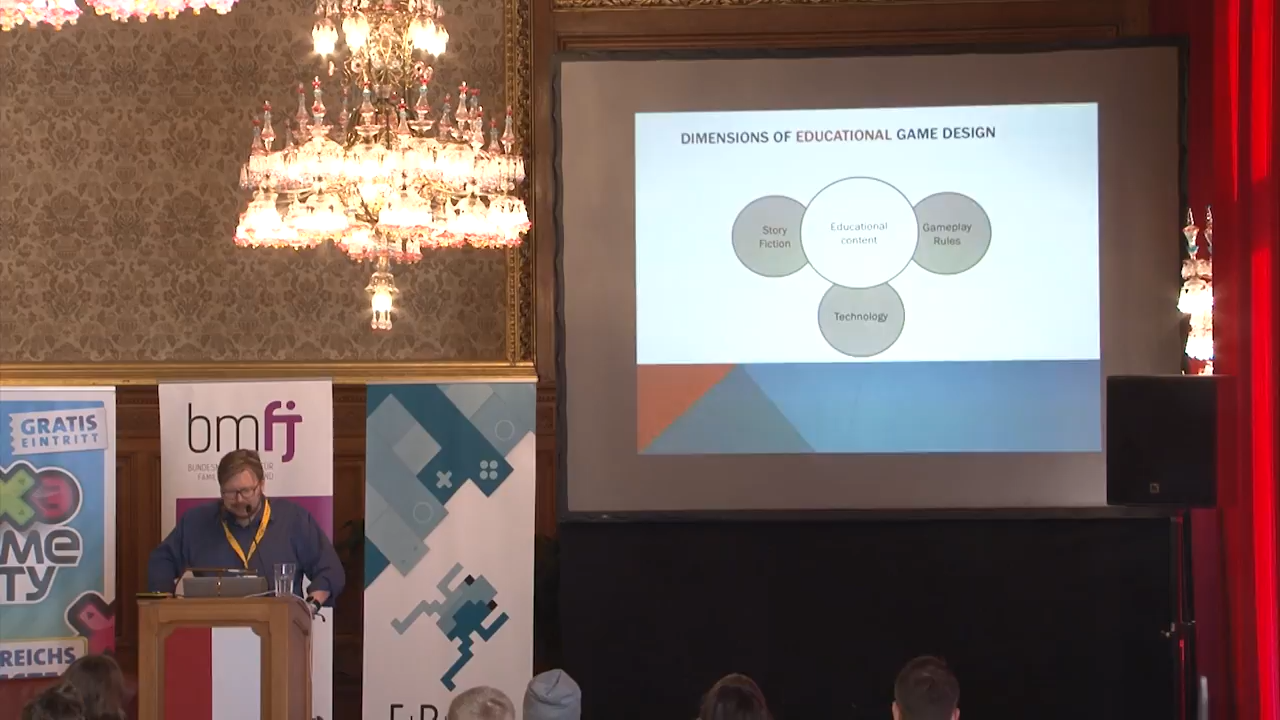 DIMENSIONS OF EDUCATIONAL GAME DESIGN
Story
Fiction
Educational
content
Gameplay
Rules
Technology
GRATIS
EINTRITT
ME
TY
REICHS
bmfj